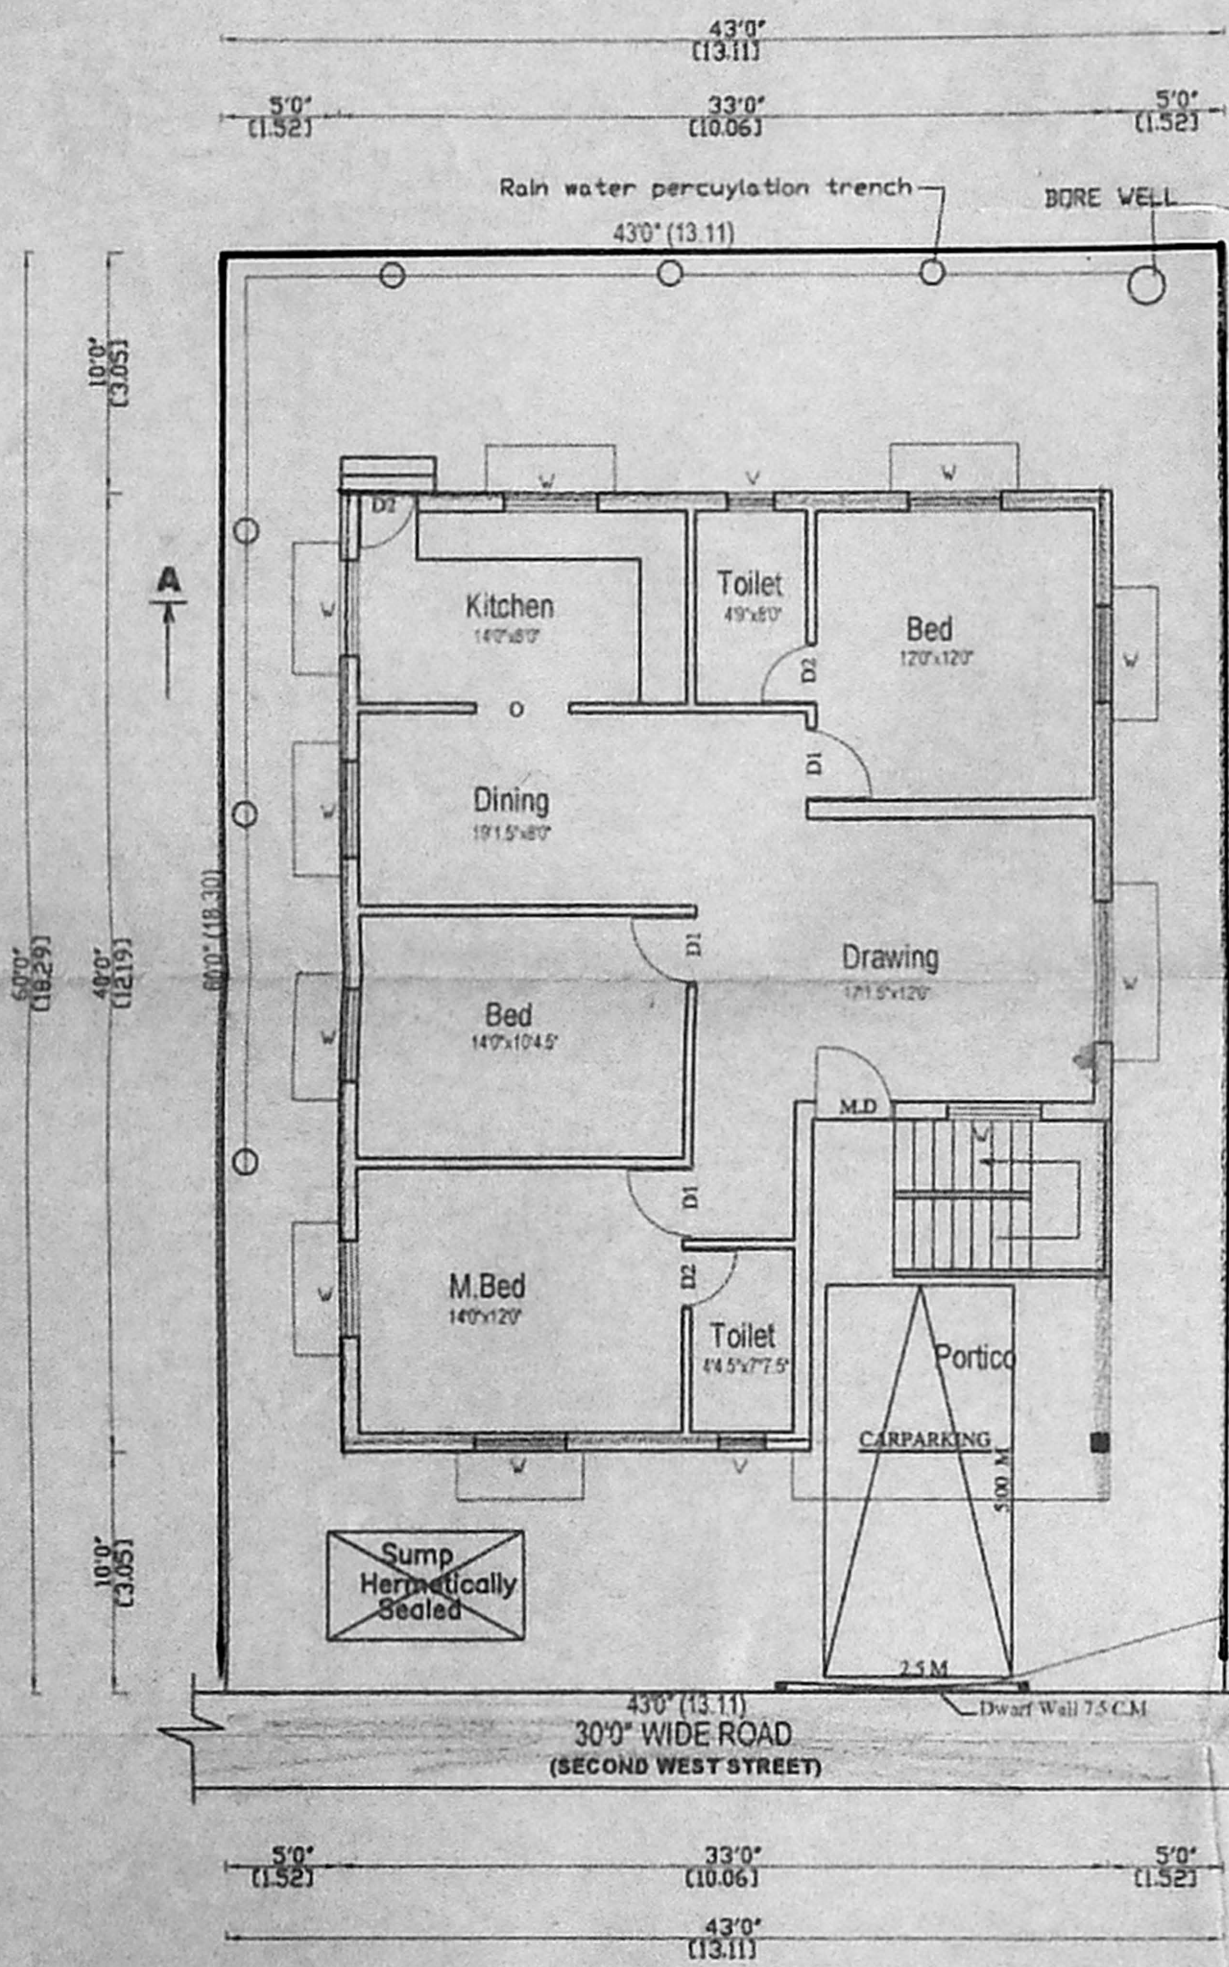 43'0"
[13.11]
5'0"
[1.52]
33'0"
[10.06]
5'0"
[1.52]
Rain water percuylation trench
BORE WELL
43'0" (13.11)
10'0"
[3.05]
W
V
W
D2
A
Kitchen
14'0"x8'0"
Toilet
4'9"x8'0"
Bed
12'0"x12'0"
W
W
D2
O
D1
Dining
19'1.5"x8'0"
W
60'0"
[18.29]
40'0"
[12.19]
60'0" (18.30)
D1
Drawing
17'1.5"x12'0"
W
Bed
14'0"x10'4.5"
W
M.D
W
D1
M.Bed
14'0"x12'0"
W
D2
Toilet
4'4.5"x7'7.5"
Portico
CARPARKING
5.00 M
W
V
10'0"
[3.05]
Sump
Hermetically
Sealed
2.5 M
43'0" (13.11)
Dwarf Wall 7.5 C.M
30'0" WIDE ROAD
(SECOND WEST STREET)
5'0"
[1.52]
33'0"
[10.06]
5'0"
[1.52]
43'0"
[13.11]